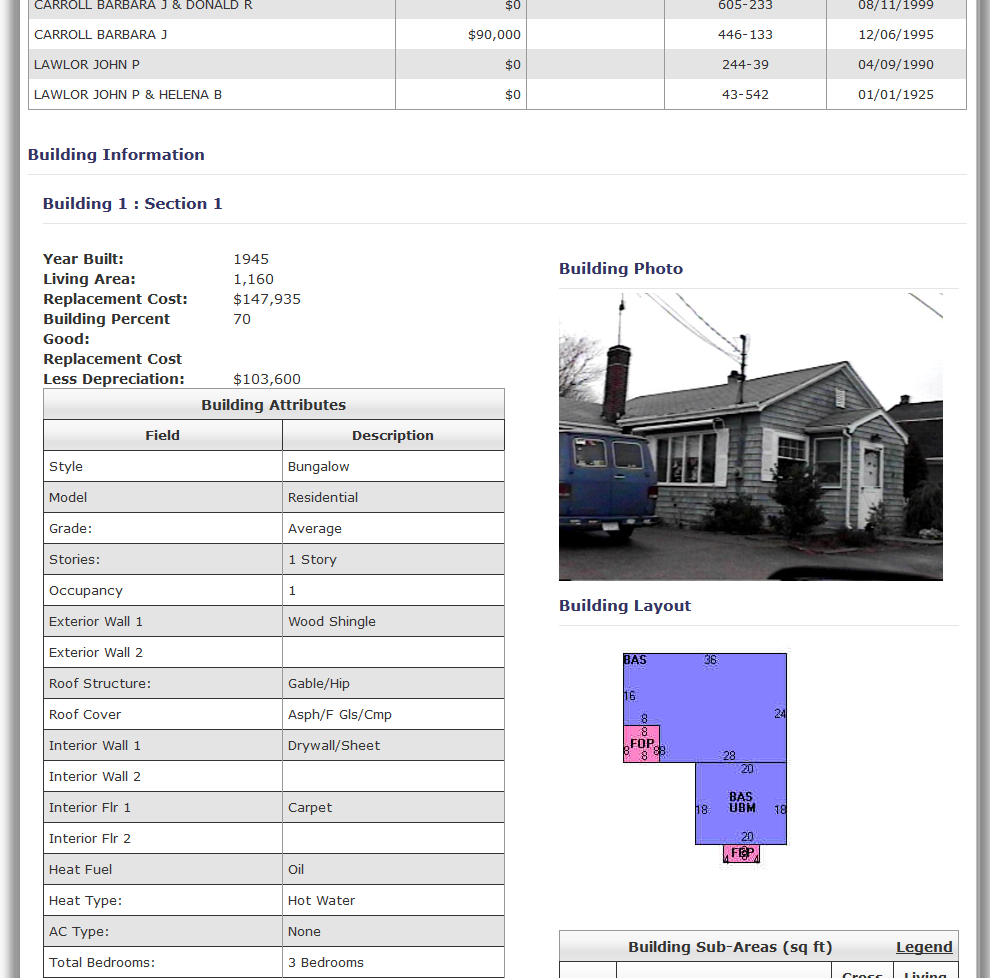 CARROLL BARBARA J & DONALD R $0 605-233 08/11/1999
CARROLL BARBARA J $90,000 446-133 12/06/1995
LAWLOR JOHN P $0 244-39 04/09/1990
LAWLOR JOHN P & HELENA B $0 43-542 01/01/1925
Building Information
Building 1 : Section 1
Year Built: 1945
Living Area: 1,160
Replacement Cost: $147,935
Building Percent 70
Good:
Replacement Cost
Less Depreciation: $103,600
Building Attributes
Field Description
Style Bungalow
Model Residential
Grade: Average
Stories: 1 Story
Occupancy 1
Exterior Wall 1 Wood Shingle
Exterior Wall 2
Roof Structure: Gable/Hip
Roof Cover Asph/F Gls/Cmp
Interior Wall 1 Drywall/Sheet
Interior Wall 2
Interior Flr 1 Carpet
Interior Flr 2
Heat Fuel Oil
Heat Type: Hot Water
AC Type: None
Total Bedrooms: 3 Bedrooms
Building Photo
Building Layout
BAS 36
16
24
8
8
FOP
8 8 8 8
28
20
BAS
18 UBM 18
20
4 4
Building Sub-Areas (sq ft) Legend
Gross Living